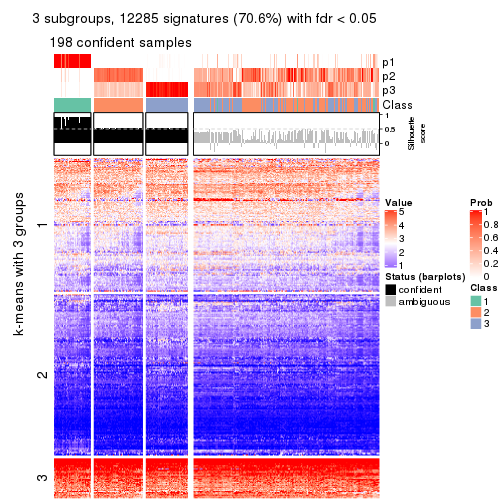 3 subgroups, 12285 signatures (70.6%) with fdr < 0.05
198 confident samples
p1
p2
p3
Class
1
0.5
0
Silhouette
score
k-means with 3 groups
1
2
3
Value
5
4
3
2
1
Status (barplots)
confident
ambiguous
Prob
1
0.8
0.6
0.4
0.2
0
Class
1
2
3